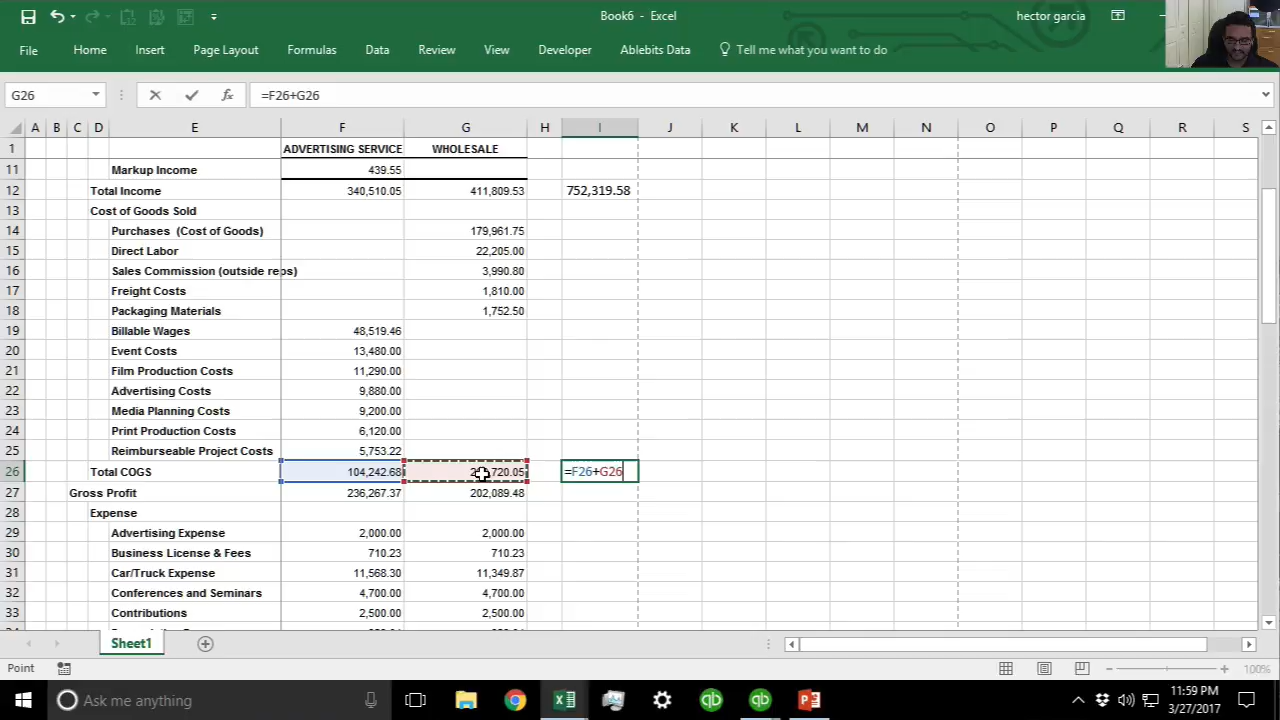 Book6 - Excel
hector garcia
File Home Insert Page Layout Formulas Data Review View Developer Ablebits Data Tell me what you want to do
G26 fx =F26+G26
A B C D E F G H I J K L M N O P Q R S
1 ADVERTISING SERVICE WHOLESALE
11 Markup Income 439.55
12 Total Income 340,510.05 411,809.53 752,319.58
13 Cost of Goods Sold
14 Purchases (Cost of Goods) 179,961.75
15 Direct Labor 22,205.00
16 Sales Commission (outside reps) 3,990.80
17 Freight Costs 1,810.00
18 Packaging Materials 1,752.50
19 Billable Wages 48,519.46
20 Event Costs 13,480.00
21 Film Production Costs 11,290.00
22 Advertising Costs 9,880.00
23 Media Planning Costs 9,200.00
24 Print Production Costs 6,120.00
25 Reimburseable Project Costs 5,753.22
26 Total COGS 104,242.68 =F26+G26
27 Gross Profit 236,267.37 202,089.48
28 Expense
29 Advertising Expense 2,000.00 2,000.00
30 Business License & Fees 710.23 710.23
31 Car/Truck Expense 11,568.30 11,349.87
32 Conferences and Seminars 4,700.00 4,700.00
33 Contributions 2,500.00 2,500.00
Sheet1
Point 100%
Ask me anything 11:59 PM
3/27/2017